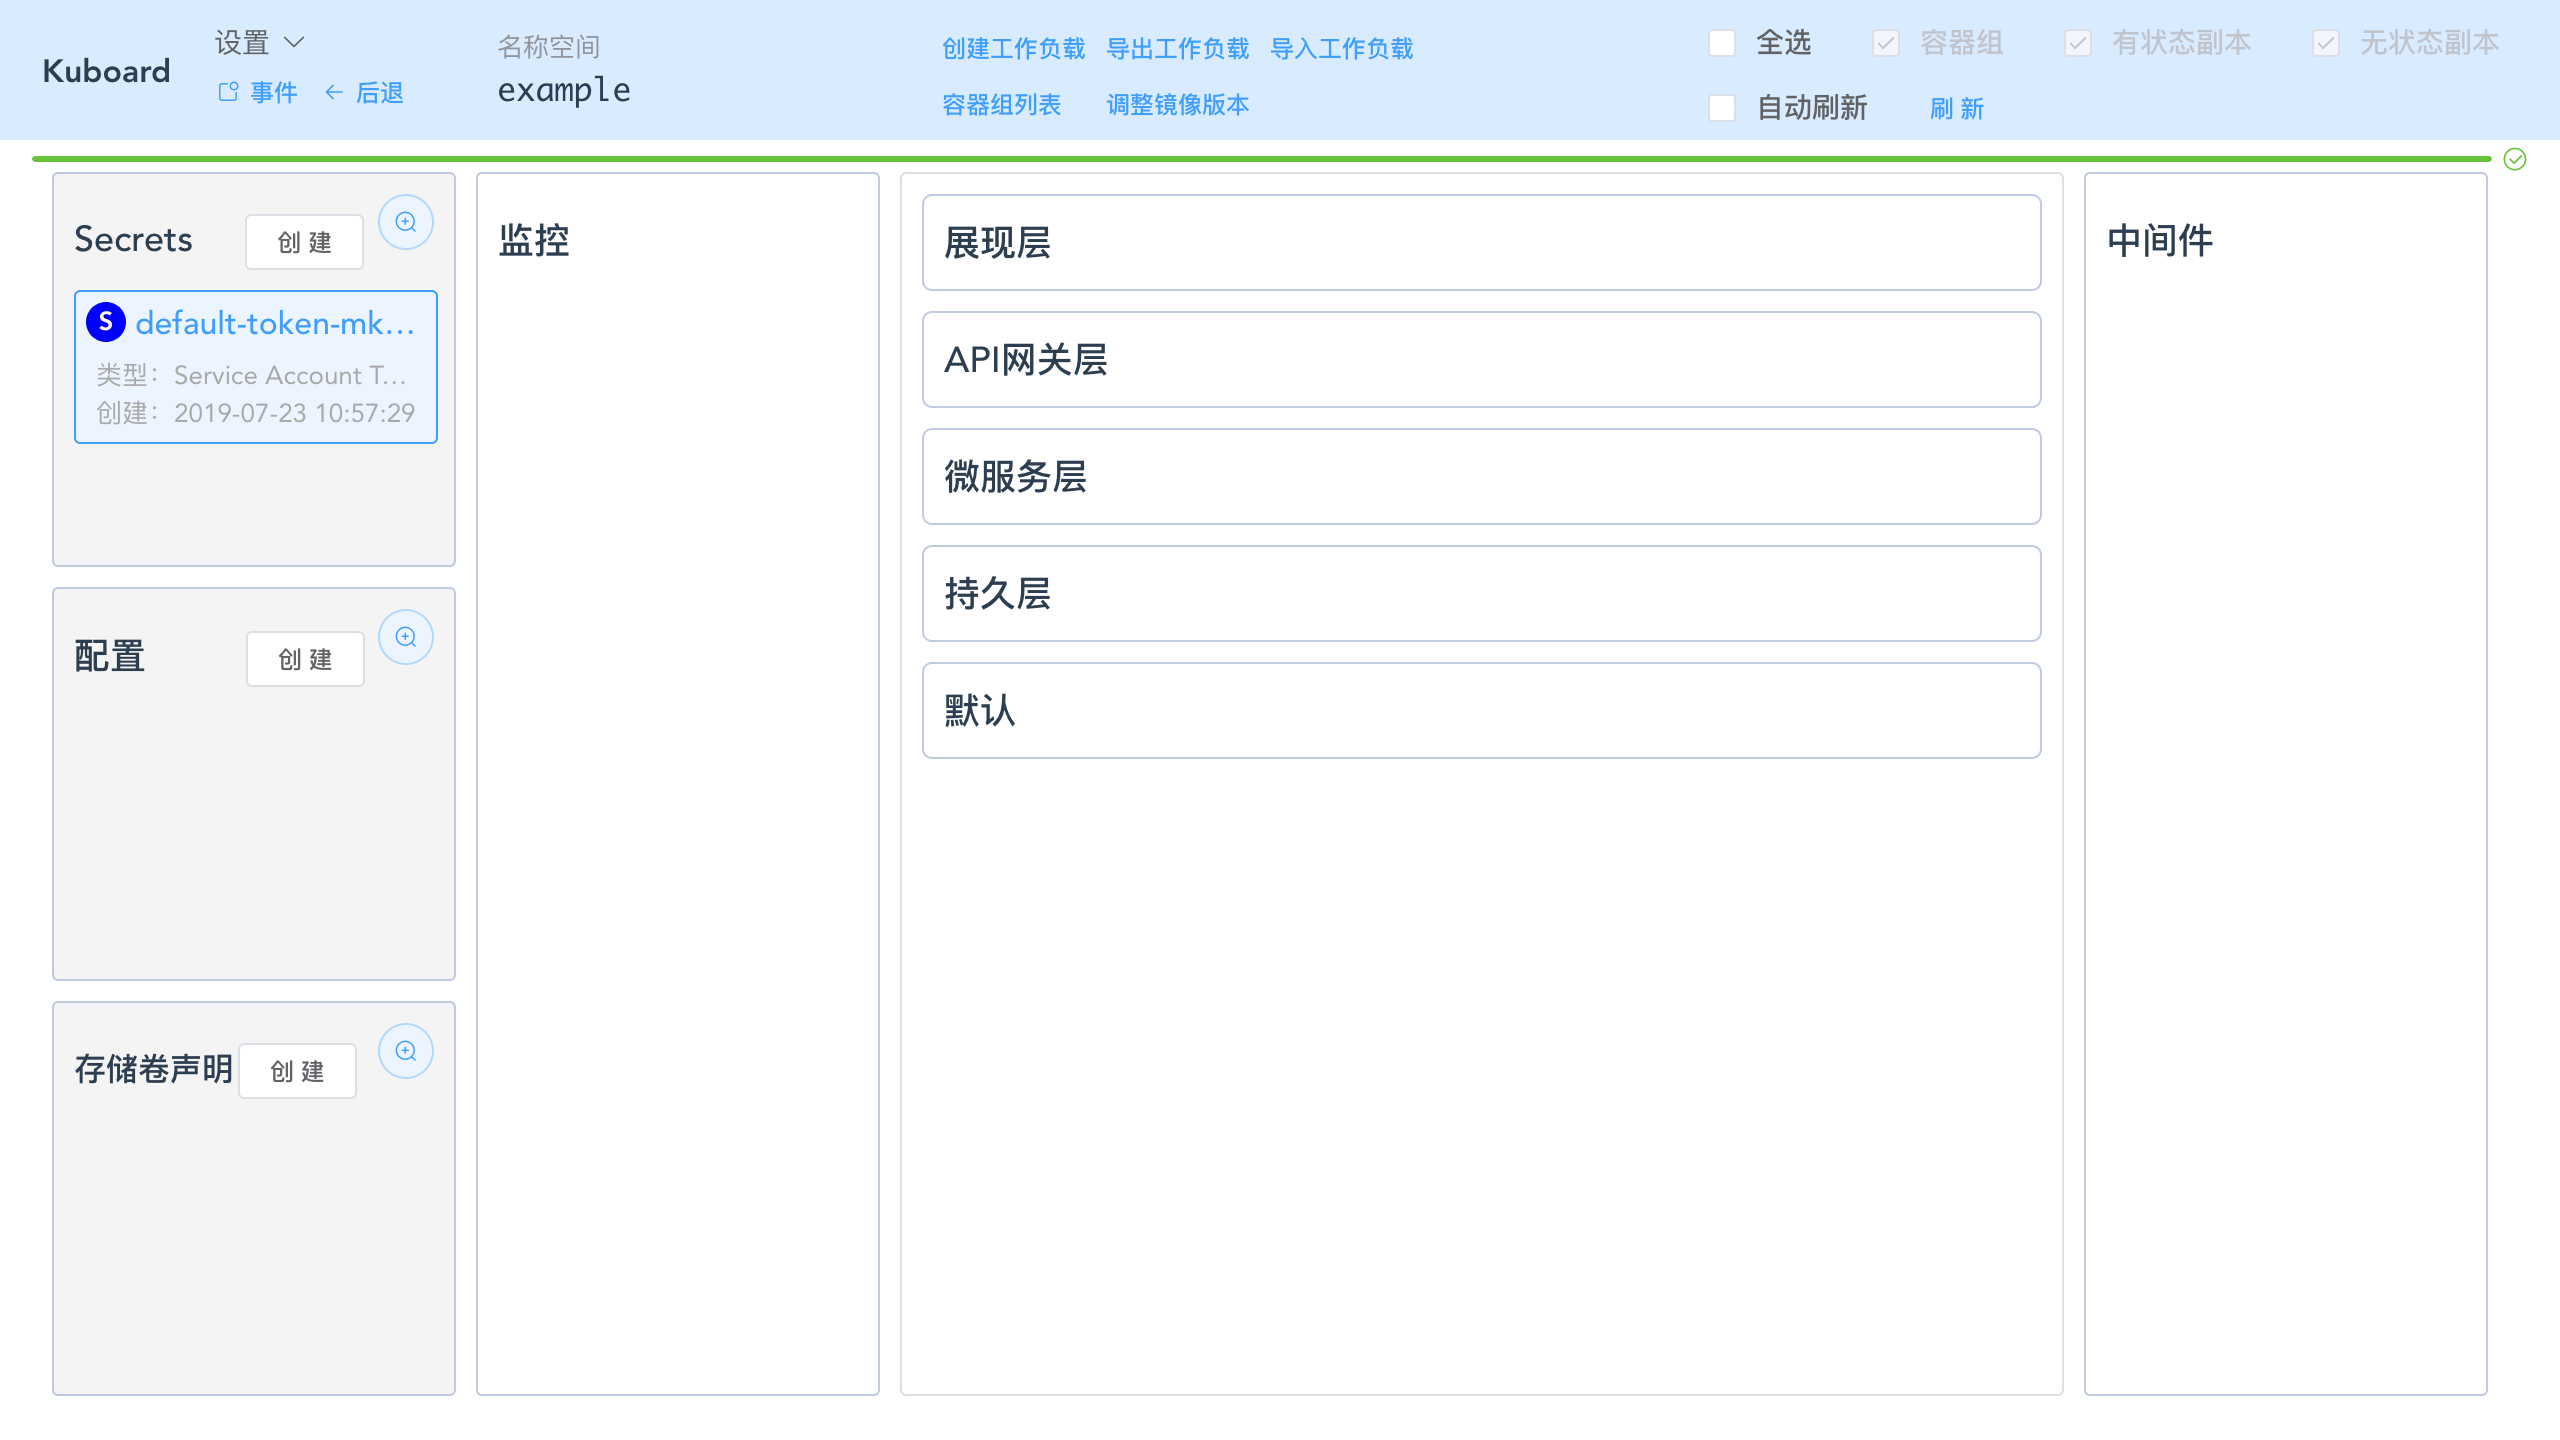 Kuboard
设置
事件
后退
名称空间
example
创建工作负载 导出工作负载 导入工作负载
容器组列表 调整镜像版本
全选 容器组 有状态副本 无状态副本
自动刷新 刷 新
Secrets
创 建
S default-token-mk...
类型： Service Account T...
创建： 2019-07-23 10:57:29
配置
创 建
存储卷声明
创 建
监控
展现层
API网关层
微服务层
持久层
默认
中间件